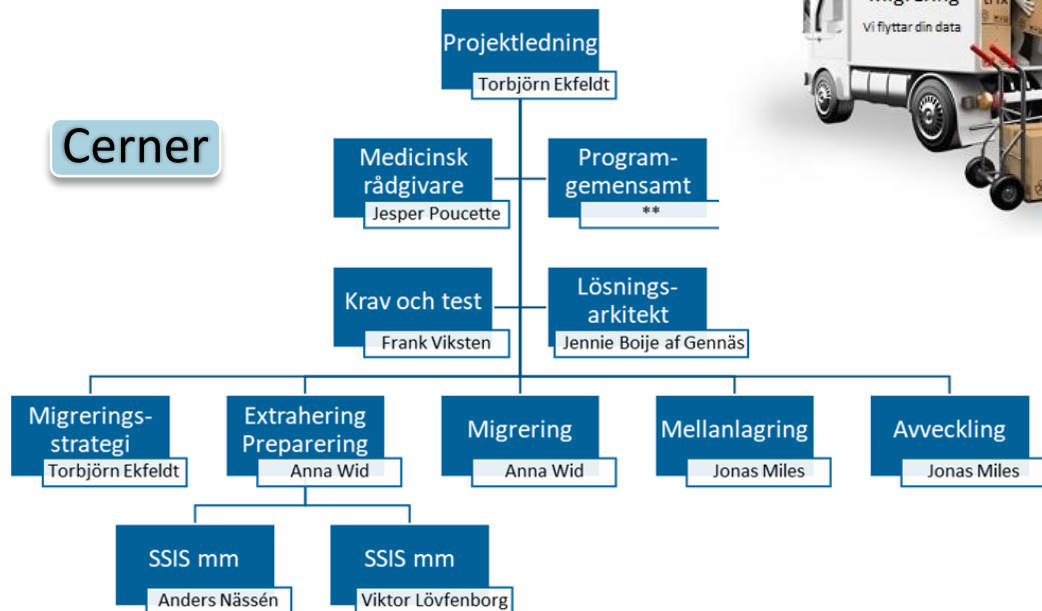 Migrering
Vi flyttar din data
Cerner
Projektledning
Torbjörn Ekfeldt
Medicinsk
rådgivare
Jesper Poucette
Program-
gemensamt
**
Krav och test
Frank Viksten
Lösnings-
arkitekt
Jennie Boije af Gennäs
Migrerings-
strategi
Torbjörn Ekfeldt
Extrahering
Preparering
Anna Wid
Migrering
Anna Wid
Mellanlagring
Jonas Miles
Avveckling
Jonas Miles
SSIS mm
Anders Nässén
SSIS mm
Viktor Lövfenborg